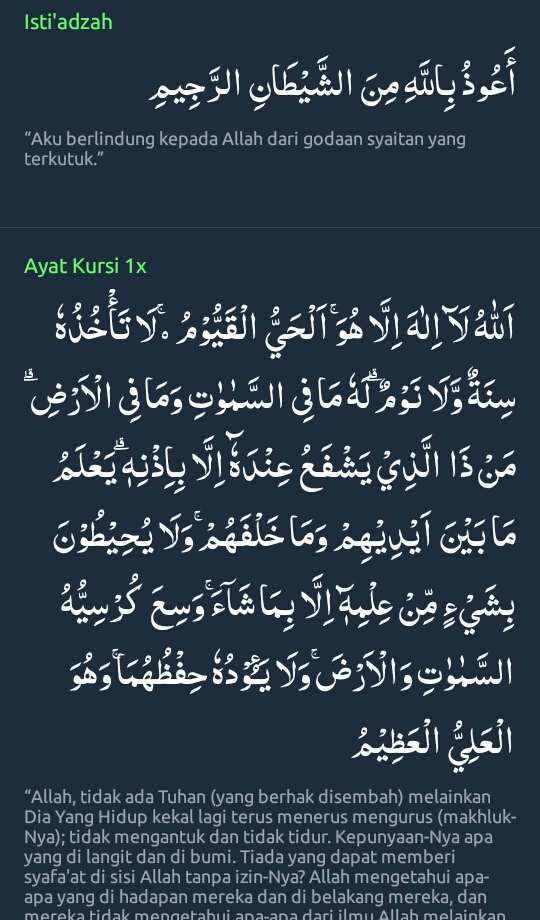 Isti'adzah
أَعُوذُ بِاللَّهِ مِنَ الشَّيْطَانِ الرَّجِيمِ
“Aku berlindung kepada Allah dari godaan syaitan yang
terkutuk.”
Ayat Kursi 1x
اَللّٰهُ لَآ اِلٰهَ اِلَّا هُوَۚ اَلْحَيُّ الْقَيُّوْمُ ەۚ لَا تَأْخُذُهٗ
سِنَةٌ وَّلَا نَوْمٌۗ لَهٗ مَا فِى السَّمٰوٰتِ وَمَا فِى الْاَرْضِۗ
مَنْ ذَا الَّذِيْ يَشْفَعُ عِنْدَهٗٓ اِلَّا بِاِذْنِهٖۗ يَعْلَمُ
مَا بَيْنَ اَيْدِيْهِمْ وَمَا خَلْفَهُمْۚ وَلَا يُحِيْطُوْنَ
بِشَيْءٍ مِّنْ عِلْمِهٖٓ اِلَّا بِمَا شَاۤءَۚ وَسِعَ كُرْسِيُّهُ
السَّمٰوٰتِ وَالْاَرْضَۚ وَلَا يَـُٔوْدُهٗ حِفْظُهُمَاۚ وَهُوَ
الْعَلِيُّ الْعَظِيْمُ
“Allah, tidak ada Tuhan (yang berhak disembah) melainkan
Dia Yang Hidup kekal lagi terus menerus mengurus (makhluk-
Nya); tidak mengantuk dan tidak tidur. Kepunyaan-Nya apa
yang di langit dan di bumi. Tiada yang dapat memberi
syafa'at di sisi Allah tanpa izin-Nya? Allah mengetahui apa-
apa yang di hadapan mereka dan di belakang mereka, dan
mereka tidak mengetahui apa-apa dari ilmu Allah melainkan